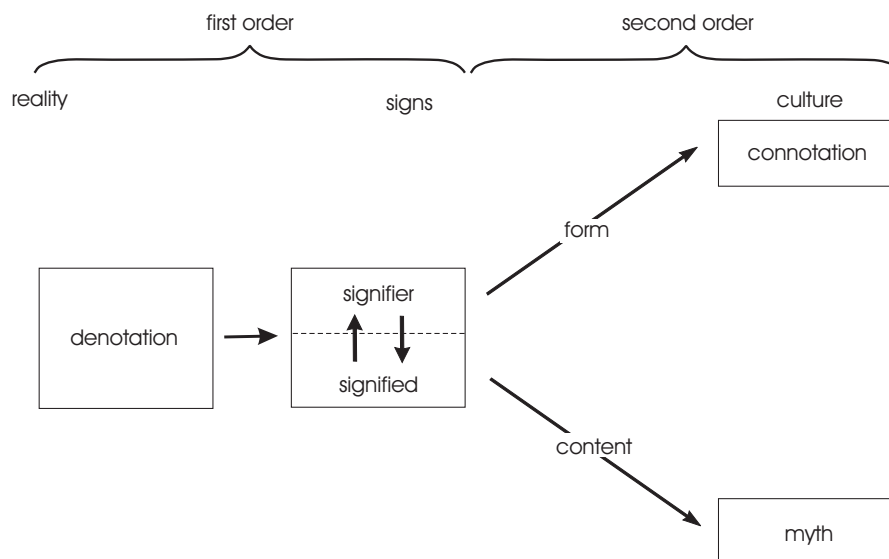 first order
second order
reality
signs
culture
connotation
form
signifier
denotation
signified
content
myth